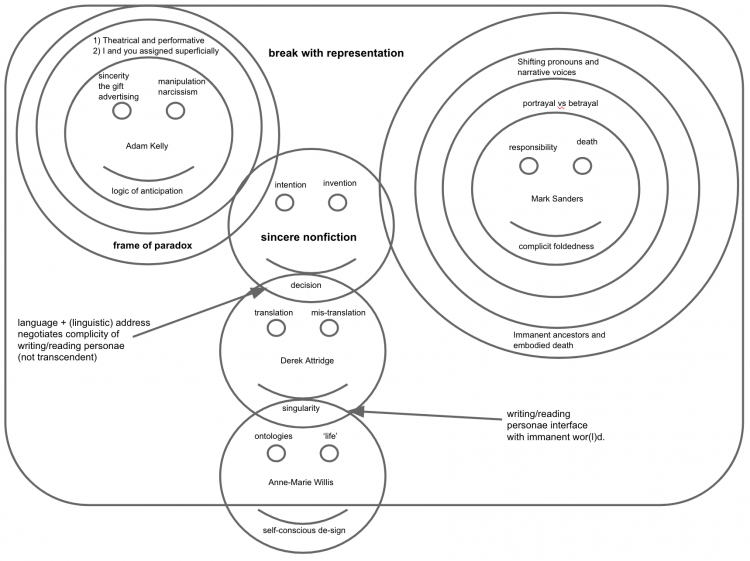 1) Theatrical and performative
2) I and you assigned superficially
break with representation
sincerity
the gift
advertising
manipulation
narcissism
Adam Kelly
logic of anticipation
frame of paradox
Shifting pronouns and
narrative voices
portrayal vs betrayal
responsibility
death
Mark Sanders
complicit foldedness
Immanent ancestors and
embodied death
intention
invention
sincere nonfiction
decision
language + (linguistic) address
negotiates complicity of
writing/reading personae
(not transcendent)
translation
mis-translation
Derek Attridge
singularity
writing/reading
personae interface
with immanent wor(l)d.
ontologies
'life'
Anne-Marie Willis
self-conscious de-sign